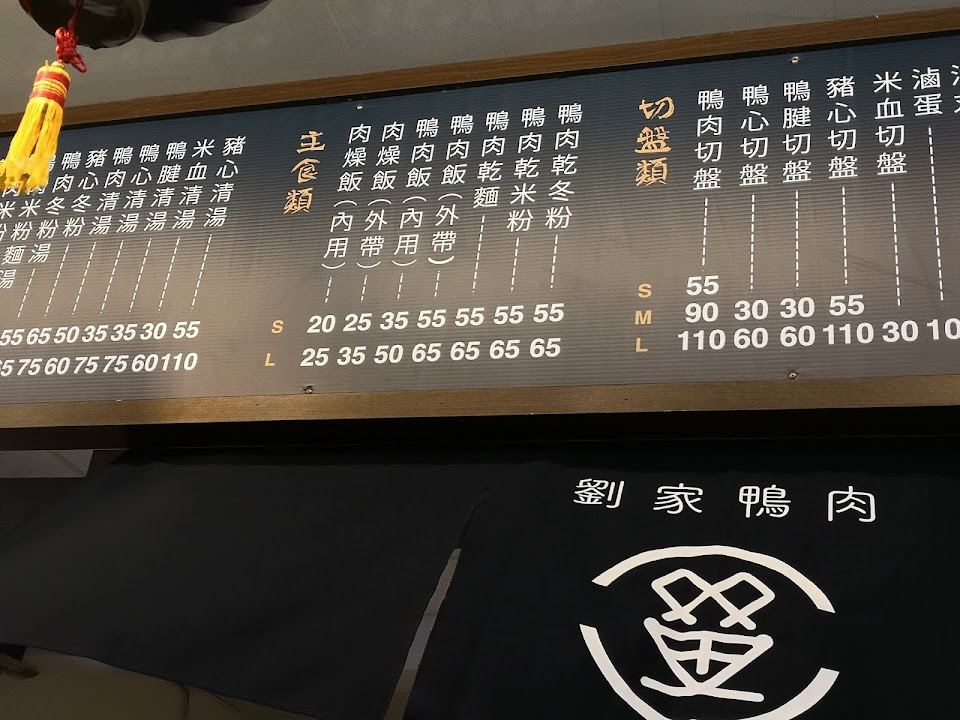 豬心清湯
米血清湯
鴨腱清湯
鴨心清湯
鴨肉清湯
豬心冬粉
鴨肉冬粉
55 65 50 35 35 30 55
75 60 75 75 60 110
主食類
肉燥飯(內用)
肉燥飯(外帶)
鴨肉飯(內用)
鴨肉飯(外帶)
鴨肉乾麵
鴨肉乾米粉
鴨肉乾冬粉
S 20 25 35 55 55 55 55
L 25 35 50 65 65 65 65
切盤類
鴨肉切盤
鴨心切盤
鴨腱切盤
豬心切盤
米血切盤
滷蛋
S 55
M 90 30 30 55
L 110 60 60 110 30 10
劉家鴨肉